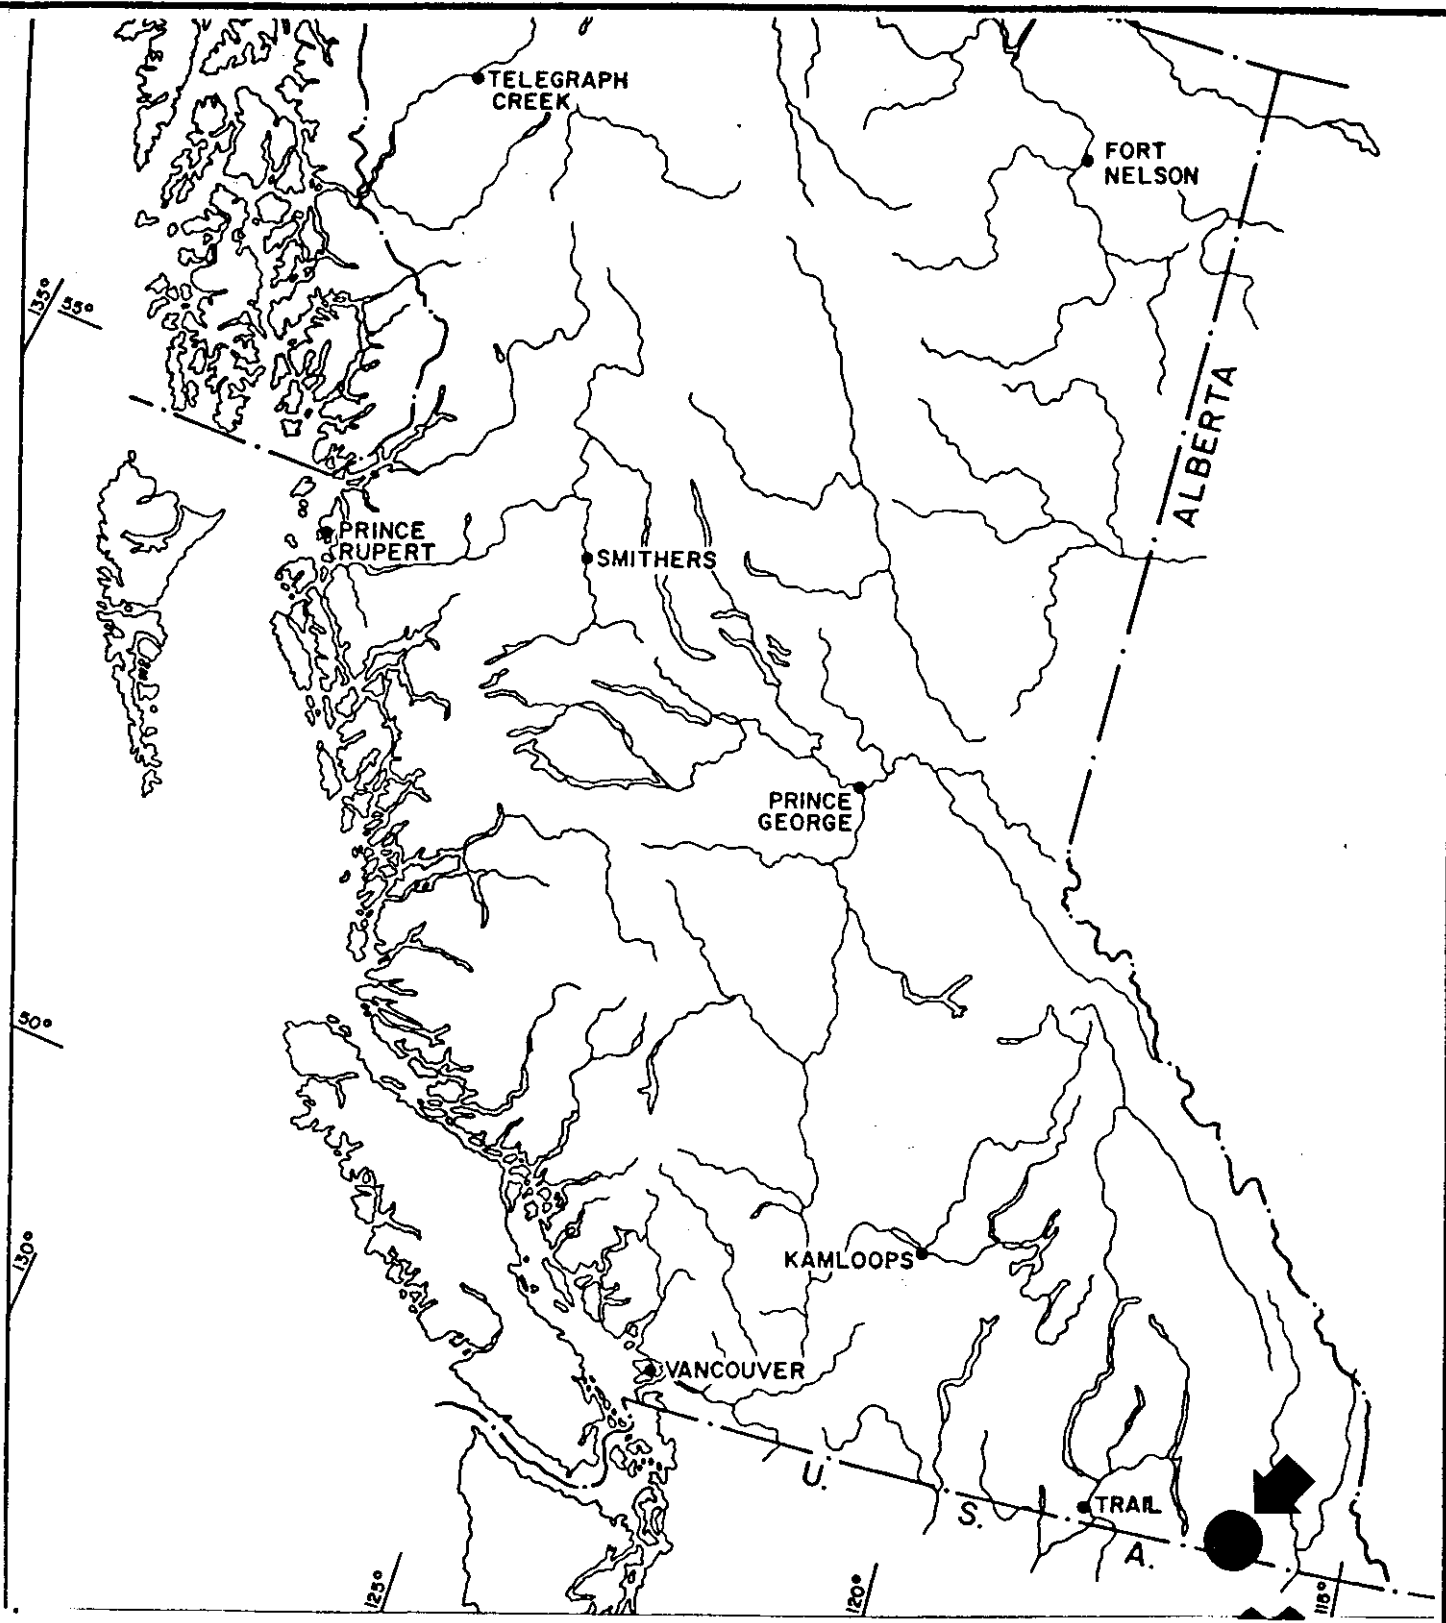 TELEGRAPH
CREEK
FORT
NELSON
135°
55°
ALBERTA
PRINCE
RUPERT
SMITHERS
PRINCE
GEORGE
50°
130°
KAMLOOPS
VANCOUVER
U. S. A.
TRAIL
125°
120°
115°